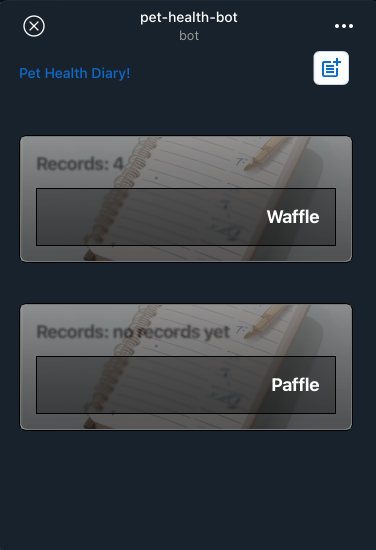 pet-health-bot
bot
Pet Health Diary!
Records: 4
Waffle
Records: no records yet
Paffle